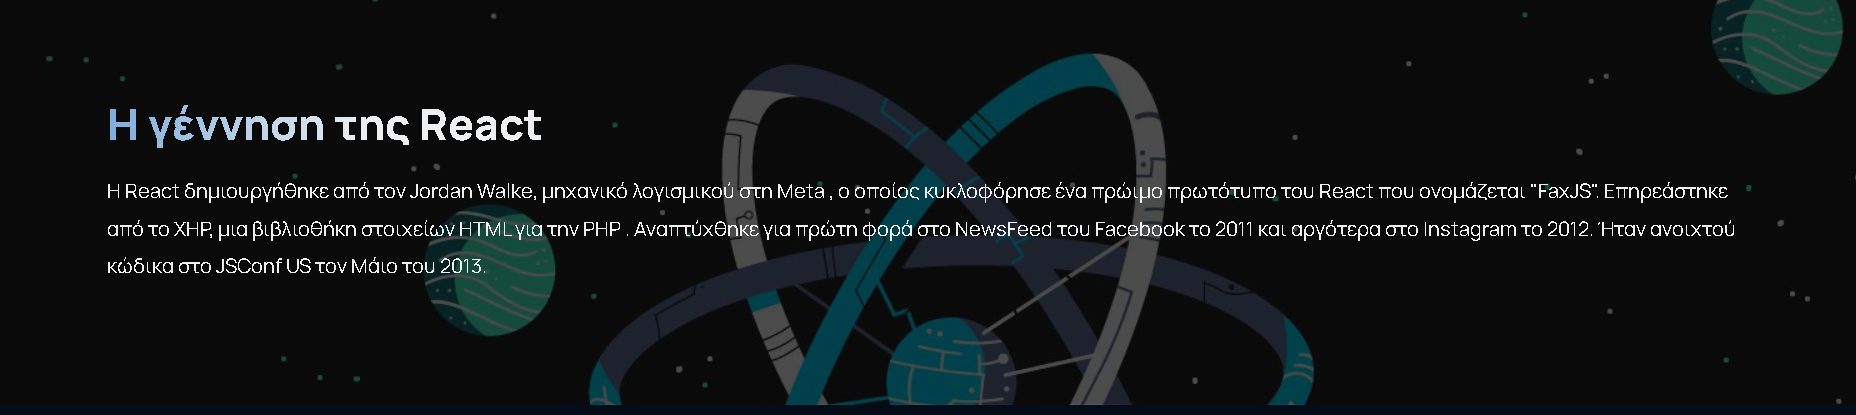 Η γέννηση της React
Η React δημιουργήθηκε από τον Jordan Walke, μηχανικό λογισμικού στη Meta , ο οποίος κυκλοφόρησε ένα πρώιμο πρωτότυπο του React που ονομάζεται "FaxJS". Επηρεάστηκε
από το XHP, μια βιβλιοθήκη στοιχείων HTML για την PHP . Αναπτύχθηκε για πρώτη φορά στο NewsFeed του Facebook το 2011 και αργότερα στο Instagram το 2012. Ήταν ανοιχτού
κώδικα στο JSConf US τον Μάιο του 2013.